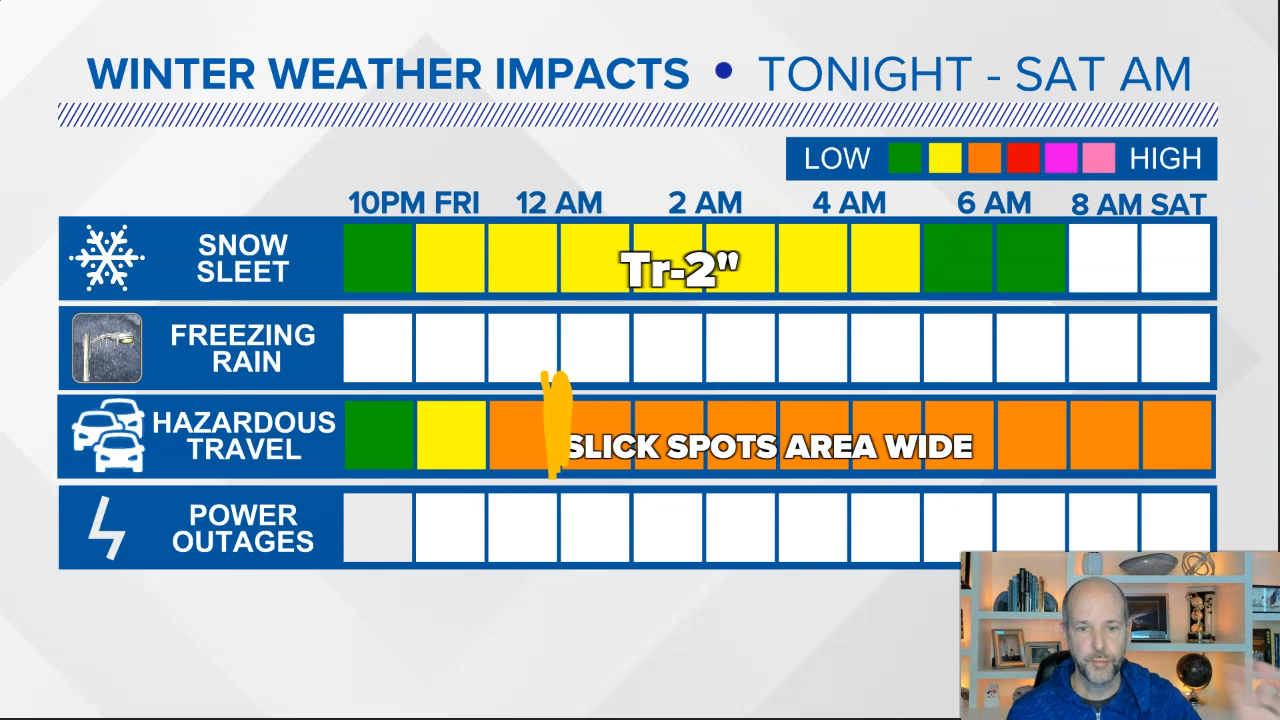 WINTER WEATHER IMPACTS • TONIGHT - SAT AM
LOW HIGH
10PM FRI 12 AM 2 AM 4 AM 6 AM 8 AM SAT
SNOW
SLEET
Tr-2"
FREEZING
RAIN
HAZARDOUS
TRAVEL
SLICK SPOTS AREA WIDE
POWER
OUTAGES